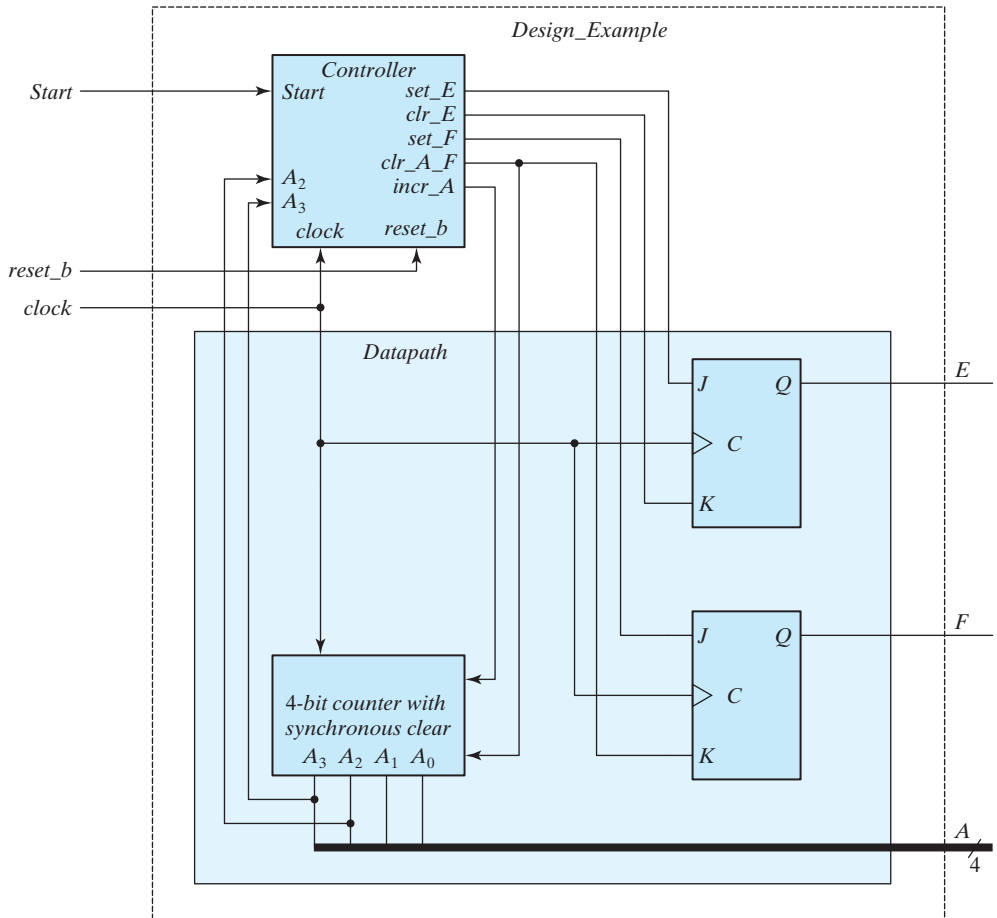 Design_Example
Controller
Start
Start
set_E
clr_E
set_F
clr_A_F
incr_A
A2
A3
clock
reset_b
reset_b
clock
Datapath
J
Q
E
C
K
J
Q
F
C
K
4-bit counter with
synchronous clear
A3 A2 A1 A0
A
4